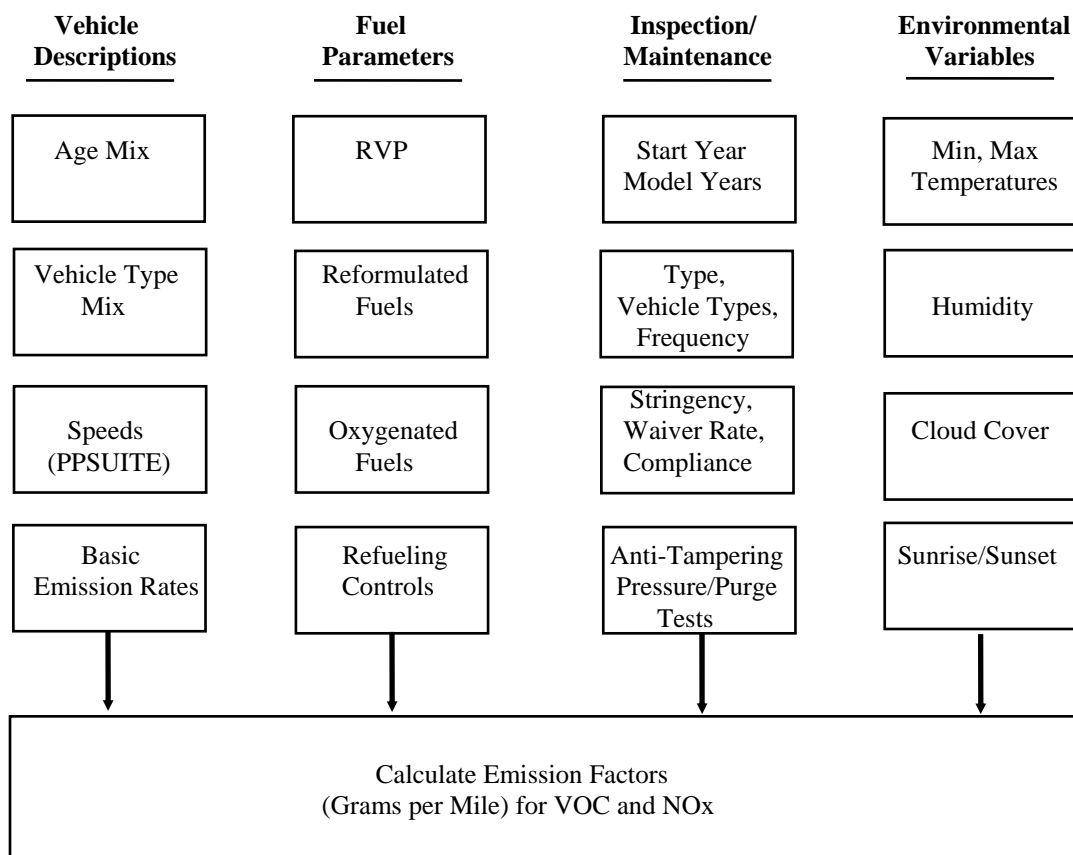 Vehicle
Descriptions
Fuel
Parameters
Inspection/
Maintenance
Environmental
Variables
Age Mix
RVP
Start Year
Model Years
Min, Max
Temperatures
Vehicle Type
Mix
Reformulated
Fuels
Type,
Vehicle Types,
Frequency
Humidity
Speeds
(PPSUITE)
Oxygenated
Fuels
Stringency,
Waiver Rate,
Compliance
Cloud Cover
Basic
Emission Rates
Refueling
Controls
Anti-Tampering
Pressure/Purge
Tests
Sunrise/Sunset
Calculate Emission Factors
(Grams per Mile) for VOC and NOx